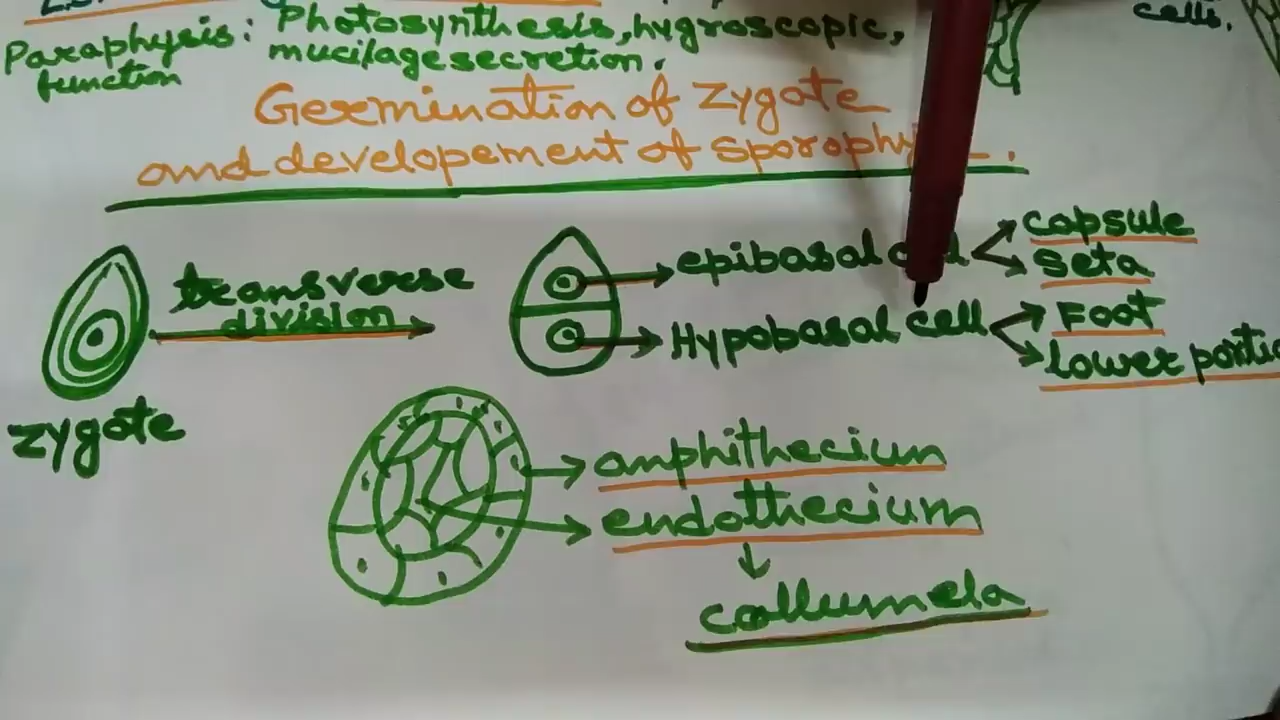 Paraphysis: Photosynthesis, hygroscopic,
function mucilage secretion.
cells.
Germination of Zygote
and developement of
transverse
division
zygote
epibasal
capsule
seta
Hypobasal cell
Foot
lower
amphithecium
endothecium
collumela